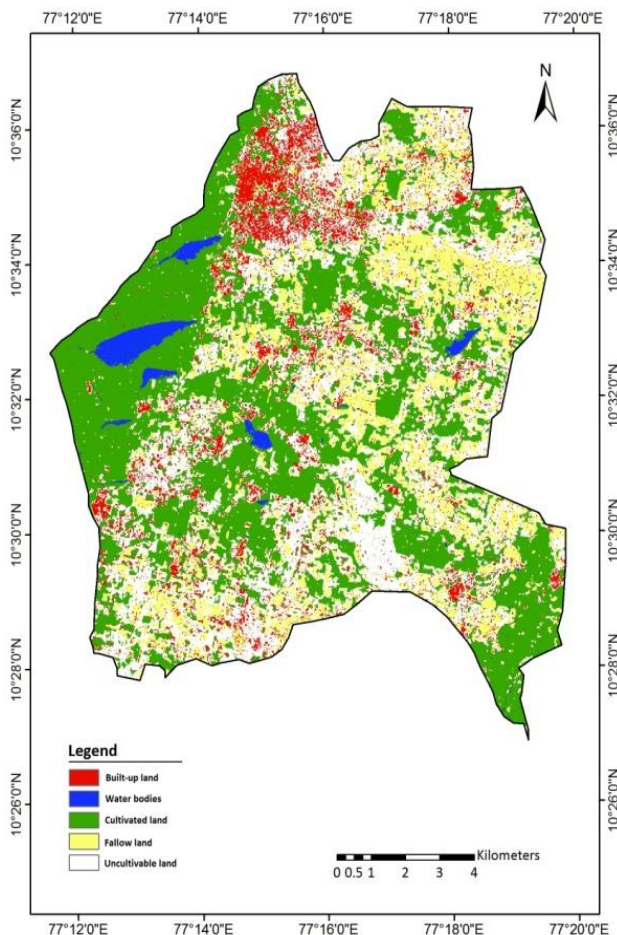 77°12'0"E 77°14'0"E 77°16'0"E 77°18'0"E 77°20'0"E
N
10°36'0"N 10°36'0"N
10°34'0"N 10°34'0"N
10°32'0"N 10°32'0"N
10°30'0"N 10°30'0"N
10°28'0"N 10°28'0"N
10°26'0"N 10°26'0"N
Legend
Built-up land
Water bodies
Cultivated land
Fallow land
Uncultivable land
Kilometers
0 0.5 1 2 3 4
77°12'0"E 77°14'0"E 77°16'0"E 77°18'0"E 77°20'0"E